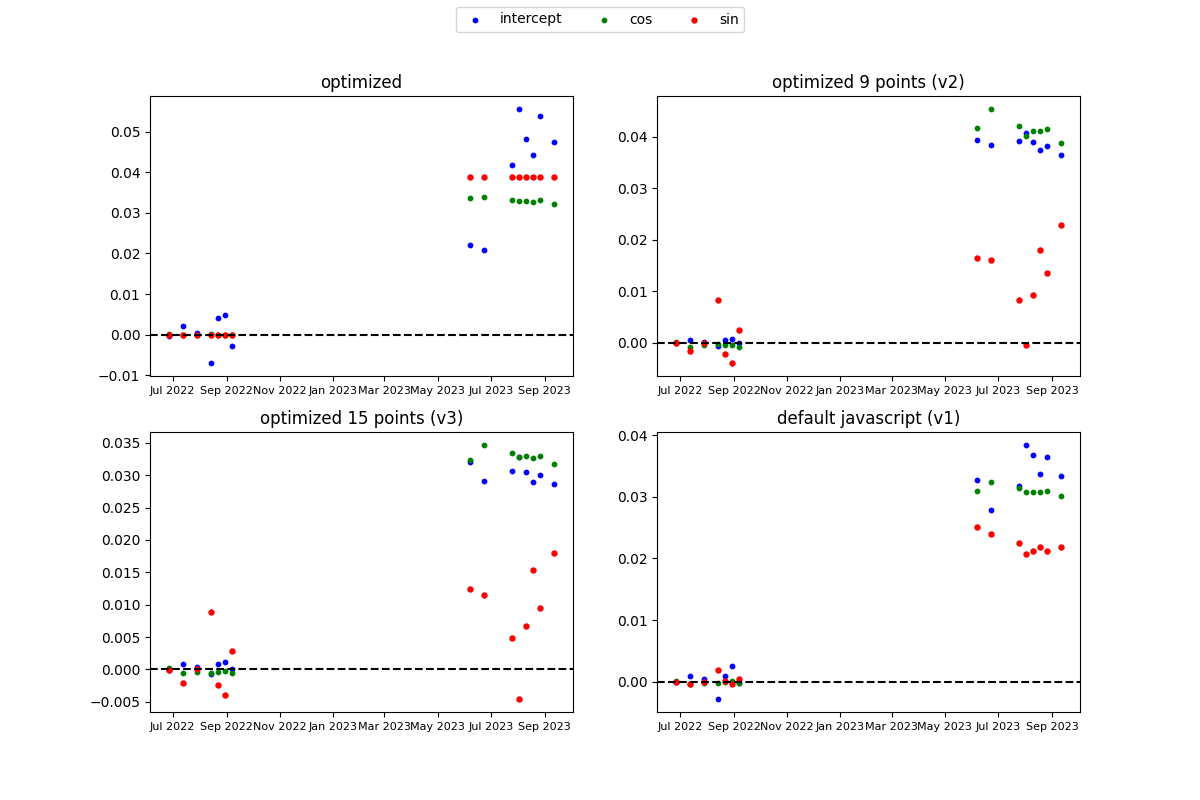 intercept cos sin
optimized
0.05
0.04
0.03
0.02
0.01
0.00
−0.01
Jul 2022 Sep 2022 Nov 2022 Jan 2023 Mar 2023 May 2023 Jul 2023 Sep 2023
optimized 9 points (v2)
0.04
0.03
0.02
0.01
0.00
Jul 2022 Sep 2022 Nov 2022 Jan 2023 Mar 2023 May 2023 Jul 2023 Sep 2023
optimized 15 points (v3)
0.035
0.030
0.025
0.020
0.015
0.010
0.005
0.000
−0.005
Jul 2022 Sep 2022 Nov 2022 Jan 2023 Mar 2023 May 2023 Jul 2023 Sep 2023
default javascript (v1)
0.04
0.03
0.02
0.01
0.00
Jul 2022 Sep 2022 Nov 2022 Jan 2023 Mar 2023 May 2023 Jul 2023 Sep 2023